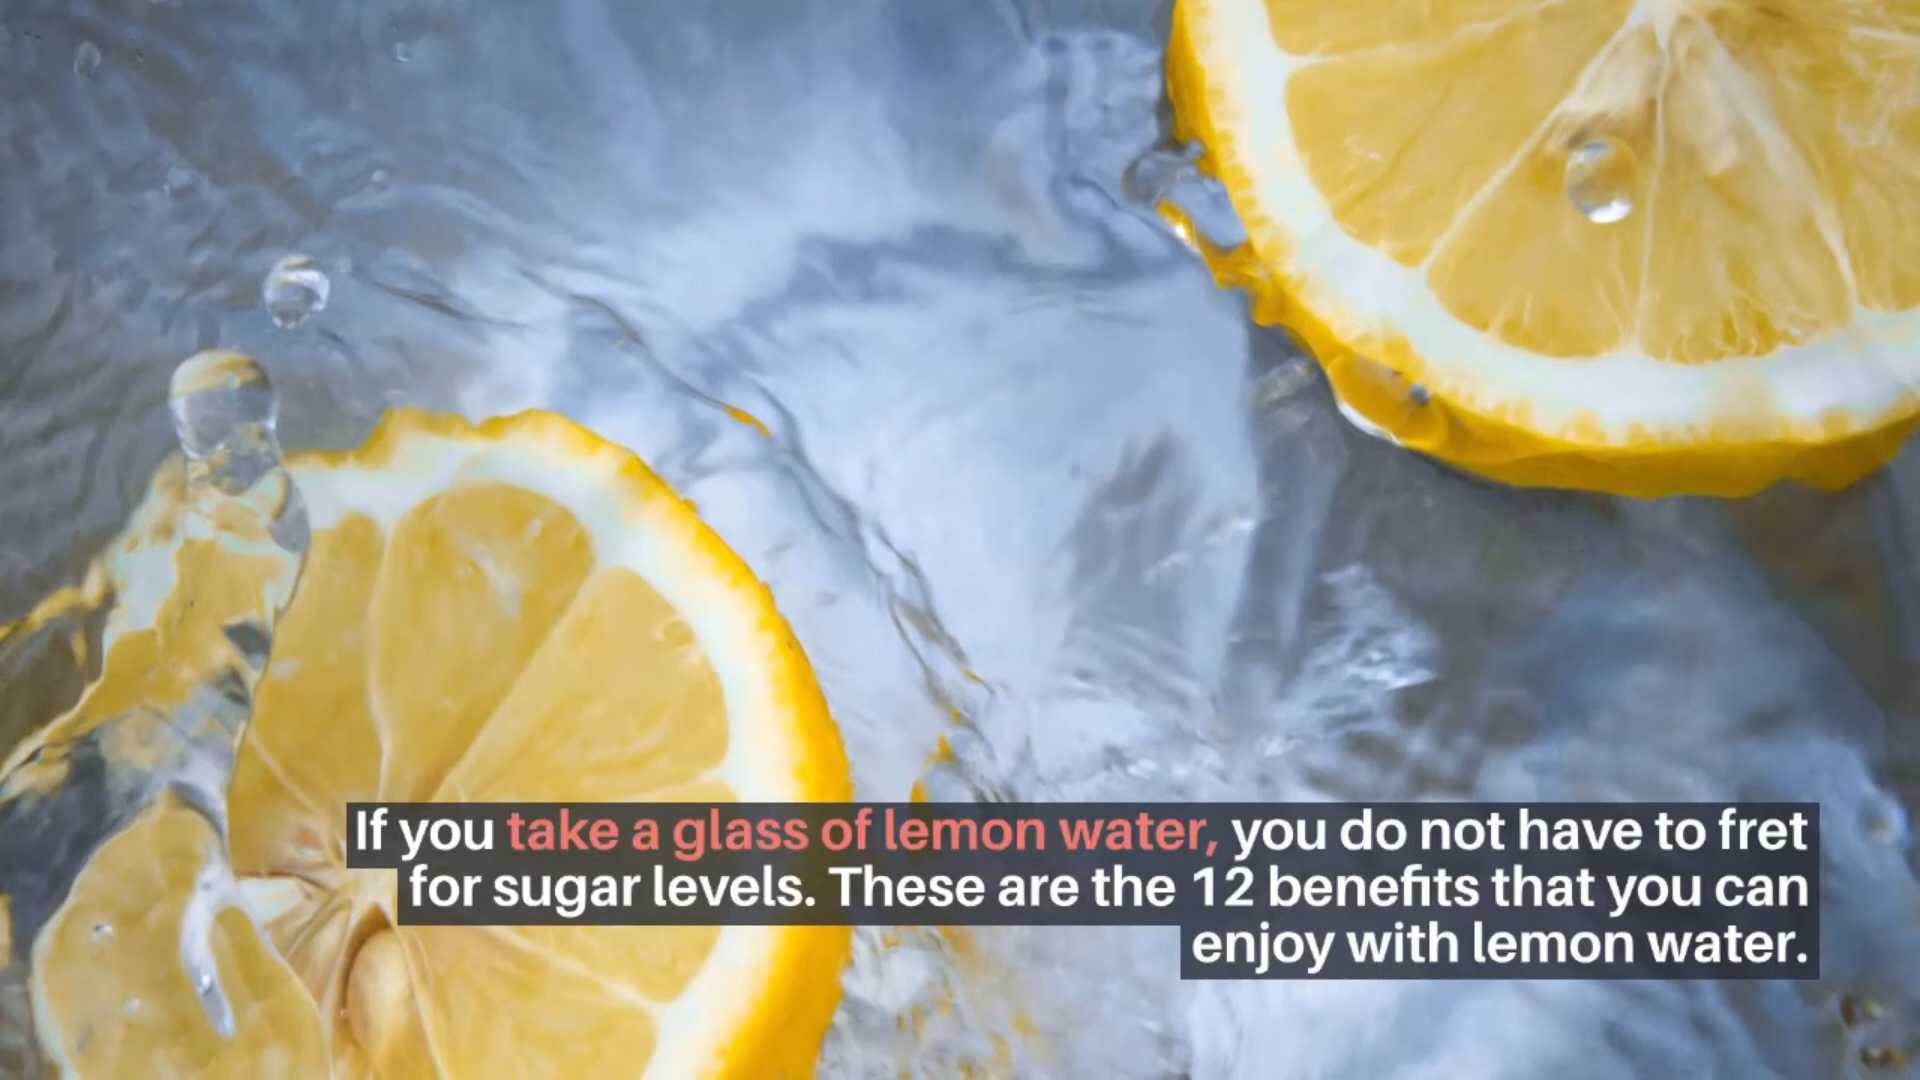 If you take a glass of lemon water, you do not have to fret
for sugar levels. These are the 12 benefits that you can
enjoy with lemon water.